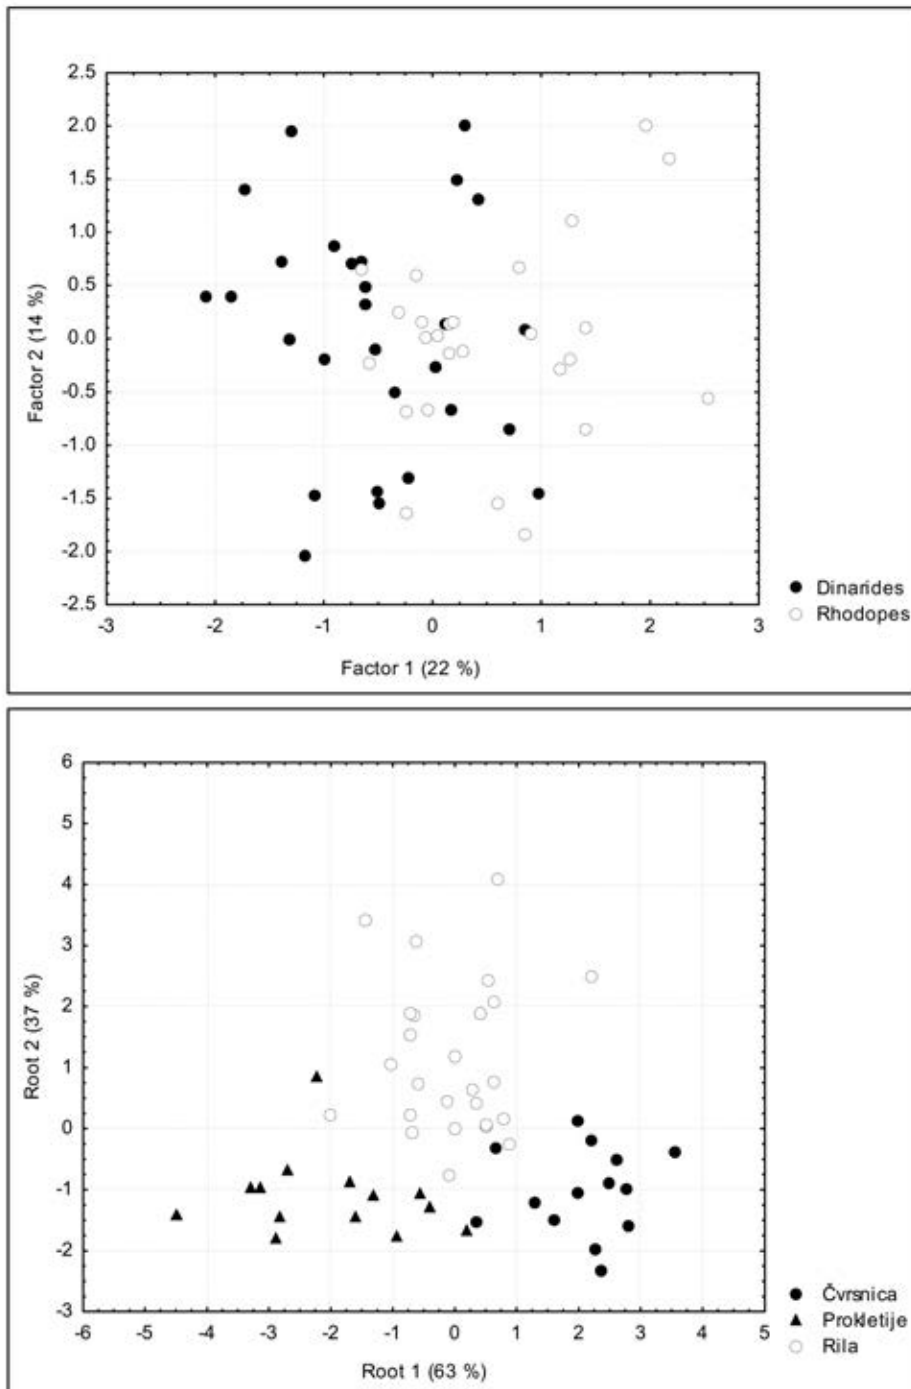 2.5
2.0
1.5
1.0
0.5
0.0
-0.5
-1.0
-1.5
-2.0
-2.5
Factor 2 (14 %)
-3 -2 -1 0 1 2 3
Factor 1 (22 %)
Dinarides
Rhodopes
6
5
4
3
2
1
0
-1
-2
-3
Root 2 (37 %)
-6 -5 -4 -3 -2 -1 0 1 2 3 4 5
Root 1 (63 %)
Čvrsnica
Prokletije
Rila